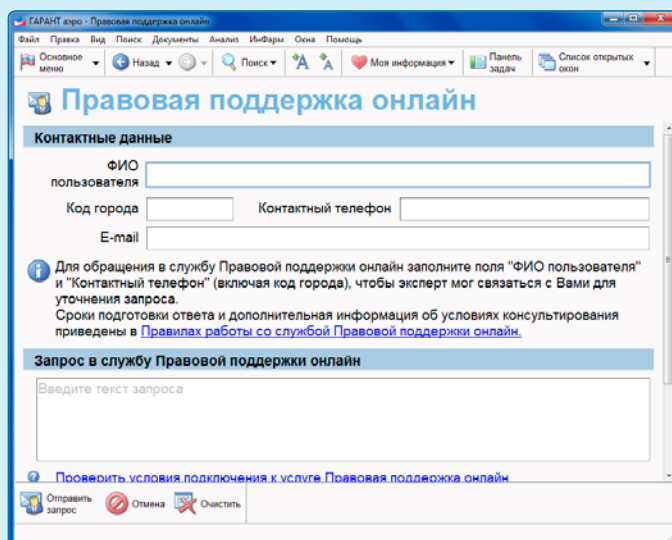 ГАРАНТ аэро - Правовая поддержка онлайн
Файл Правка Вид Поиск Документы Анализ ИнФарм Окна Помощь
Основное меню Назад Поиск Моя информация Панель задач Список открытых окон
Правовая поддержка онлайн
Контактные данные
ФИО
пользователя
Код города Контактный телефон
E-mail
Для обращения в службу Правовой поддержки онлайн заполните поля "ФИО пользователя"
и "Контактный телефон" (включая код города), чтобы эксперт мог связаться с Вами для
уточнения запроса.
Сроки подготовки ответа и дополнительная информация об условиях консультирования
приведены в Правилах работы со службой Правовой поддержки онлайн.
Запрос в службу Правовой поддержки онлайн
Введите текст запроса
Проверить условия подключения к услуге Правовая поддержка онлайн
Отправить запрос Отмена Очистить